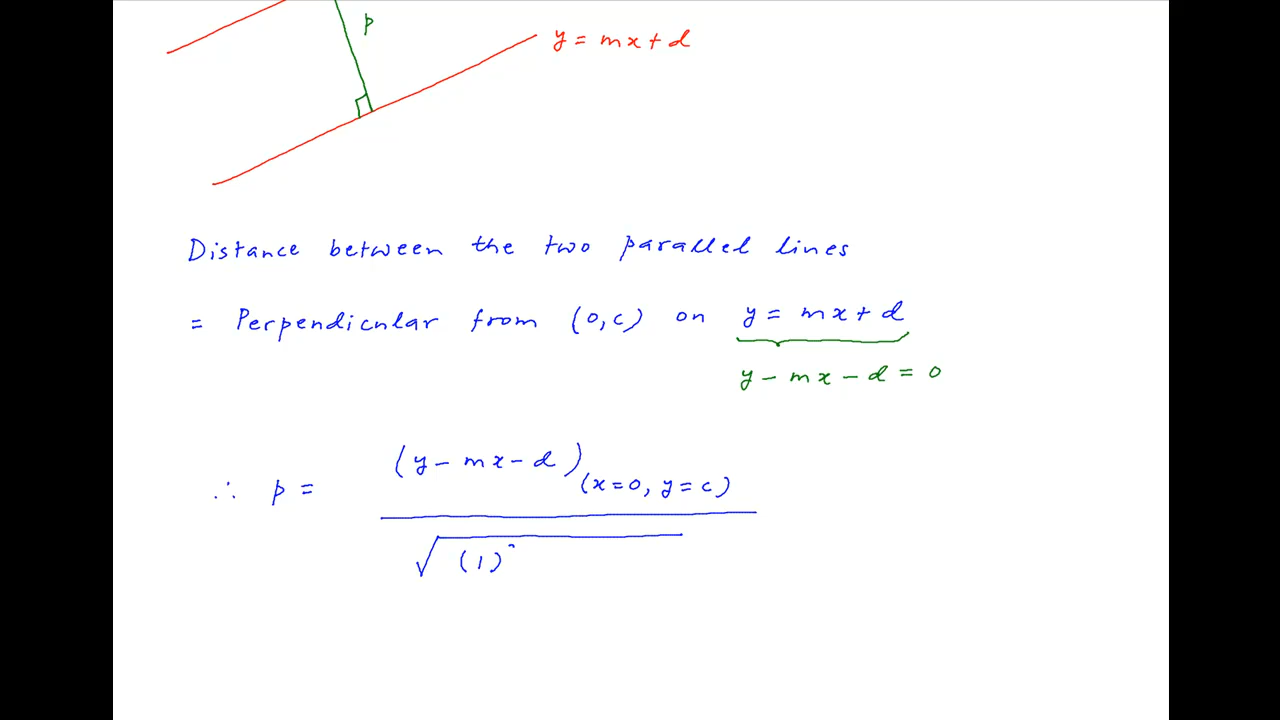 p
y = mx + d
Distance between the two parallel lines
= Perpendicular from (0, c) on y = mx + d
y - mx - d = 0
(y - mx - d)(x=0, y=c)
∴ p =
√(1)